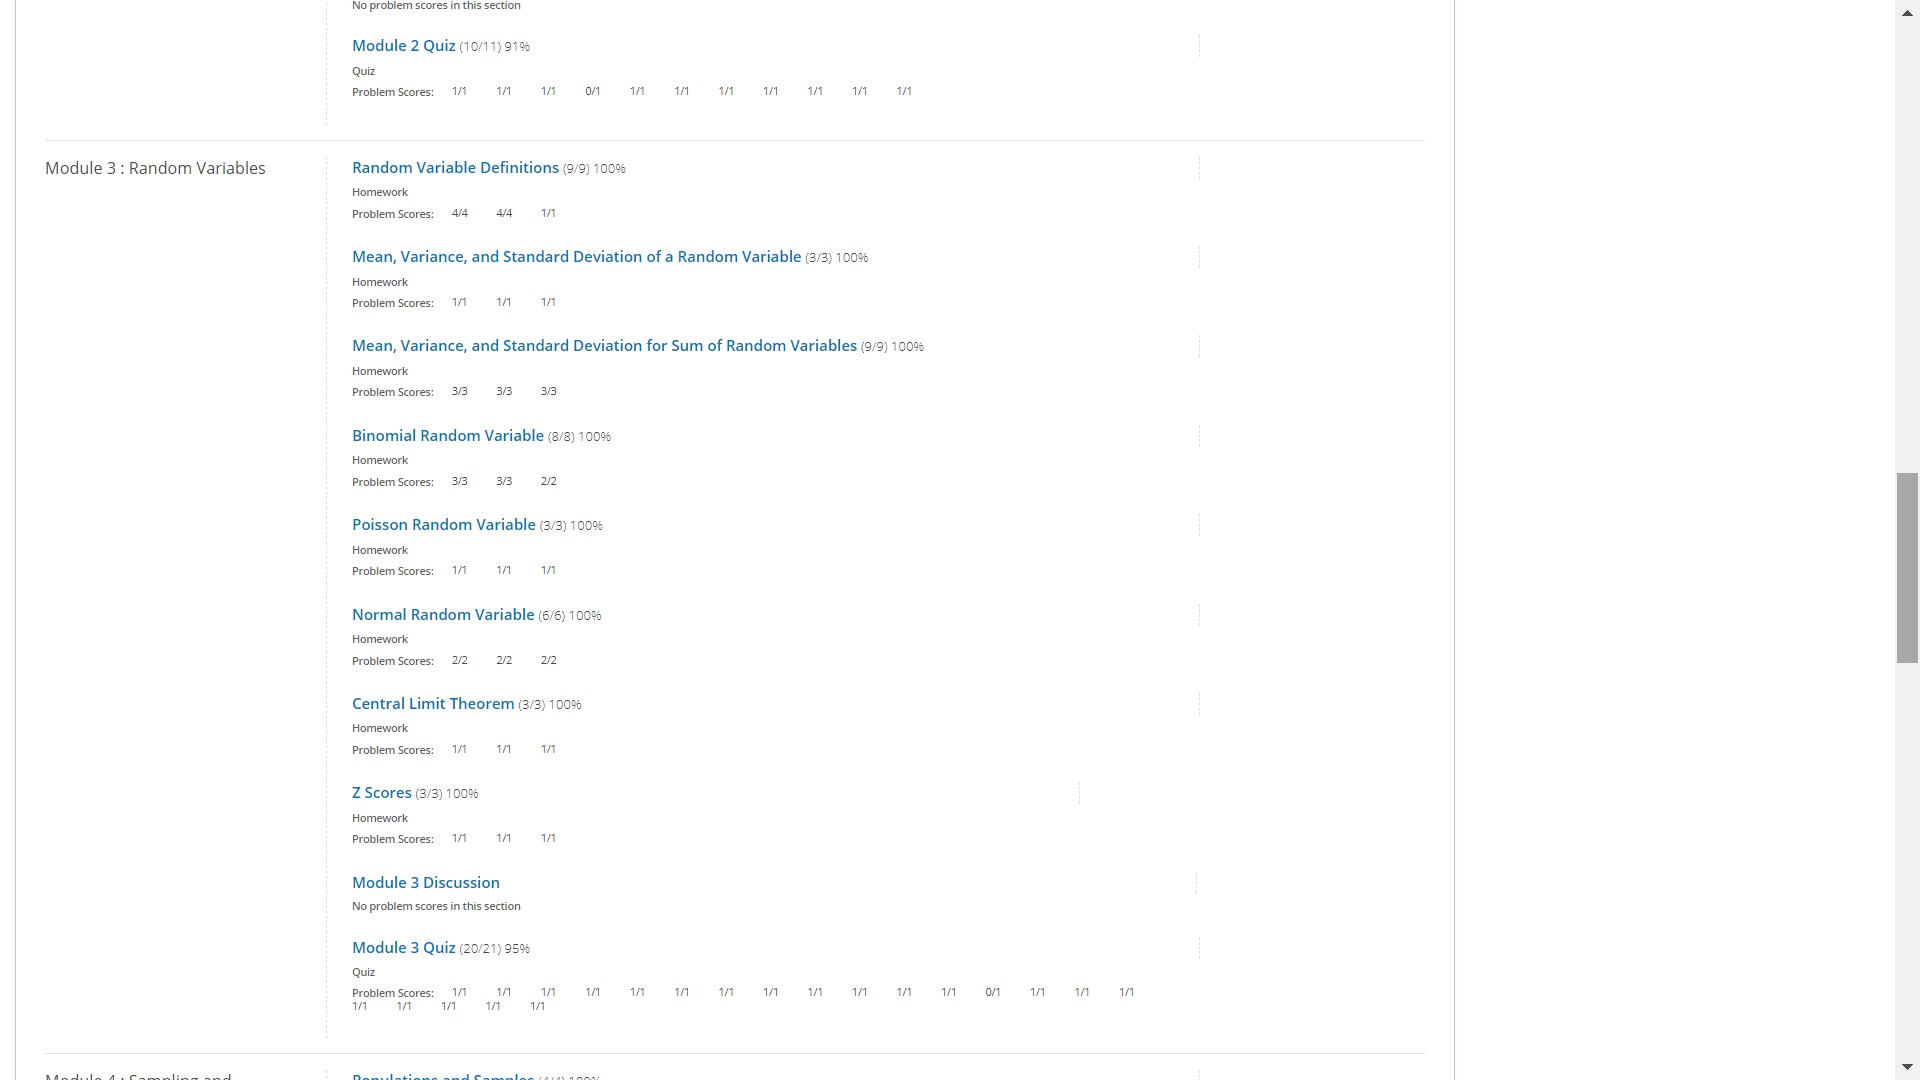 No problem scores in this section
Module 2 Quiz (10/11) 91%
Quiz
Problem Scores: 1/1 1/1 1/1 0/1 1/1 1/1 1/1 1/1 1/1 1/1 1/1
Module 3 : Random Variables
Random Variable Definitions (9/9) 100%
Homework
Problem Scores: 4/4 4/4 1/1
Mean, Variance, and Standard Deviation of a Random Variable (3/3) 100%
Homework
Problem Scores: 1/1 1/1 1/1
Mean, Variance, and Standard Deviation for Sum of Random Variables (9/9) 100%
Homework
Problem Scores: 3/3 3/3 3/3
Binomial Random Variable (8/8) 100%
Homework
Problem Scores: 3/3 3/3 2/2
Poisson Random Variable (3/3) 100%
Homework
Problem Scores: 1/1 1/1 1/1
Normal Random Variable (6/6) 100%
Homework
Problem Scores: 2/2 2/2 2/2
Central Limit Theorem (3/3) 100%
Homework
Problem Scores: 1/1 1/1 1/1
Z Scores (3/3) 100%
Homework
Problem Scores: 1/1 1/1 1/1
Module 3 Discussion
No problem scores in this section
Module 3 Quiz (20/21) 95%
Quiz
Problem Scores: 1/1 1/1 1/1 1/1 1/1 1/1 1/1 1/1 1/1 1/1 1/1 1/1 0/1 1/1 1/1 1/1
1/1 1/1 1/1 1/1 1/1
Module 4 : Sampling and
Populations and Samples (4/4) 100%